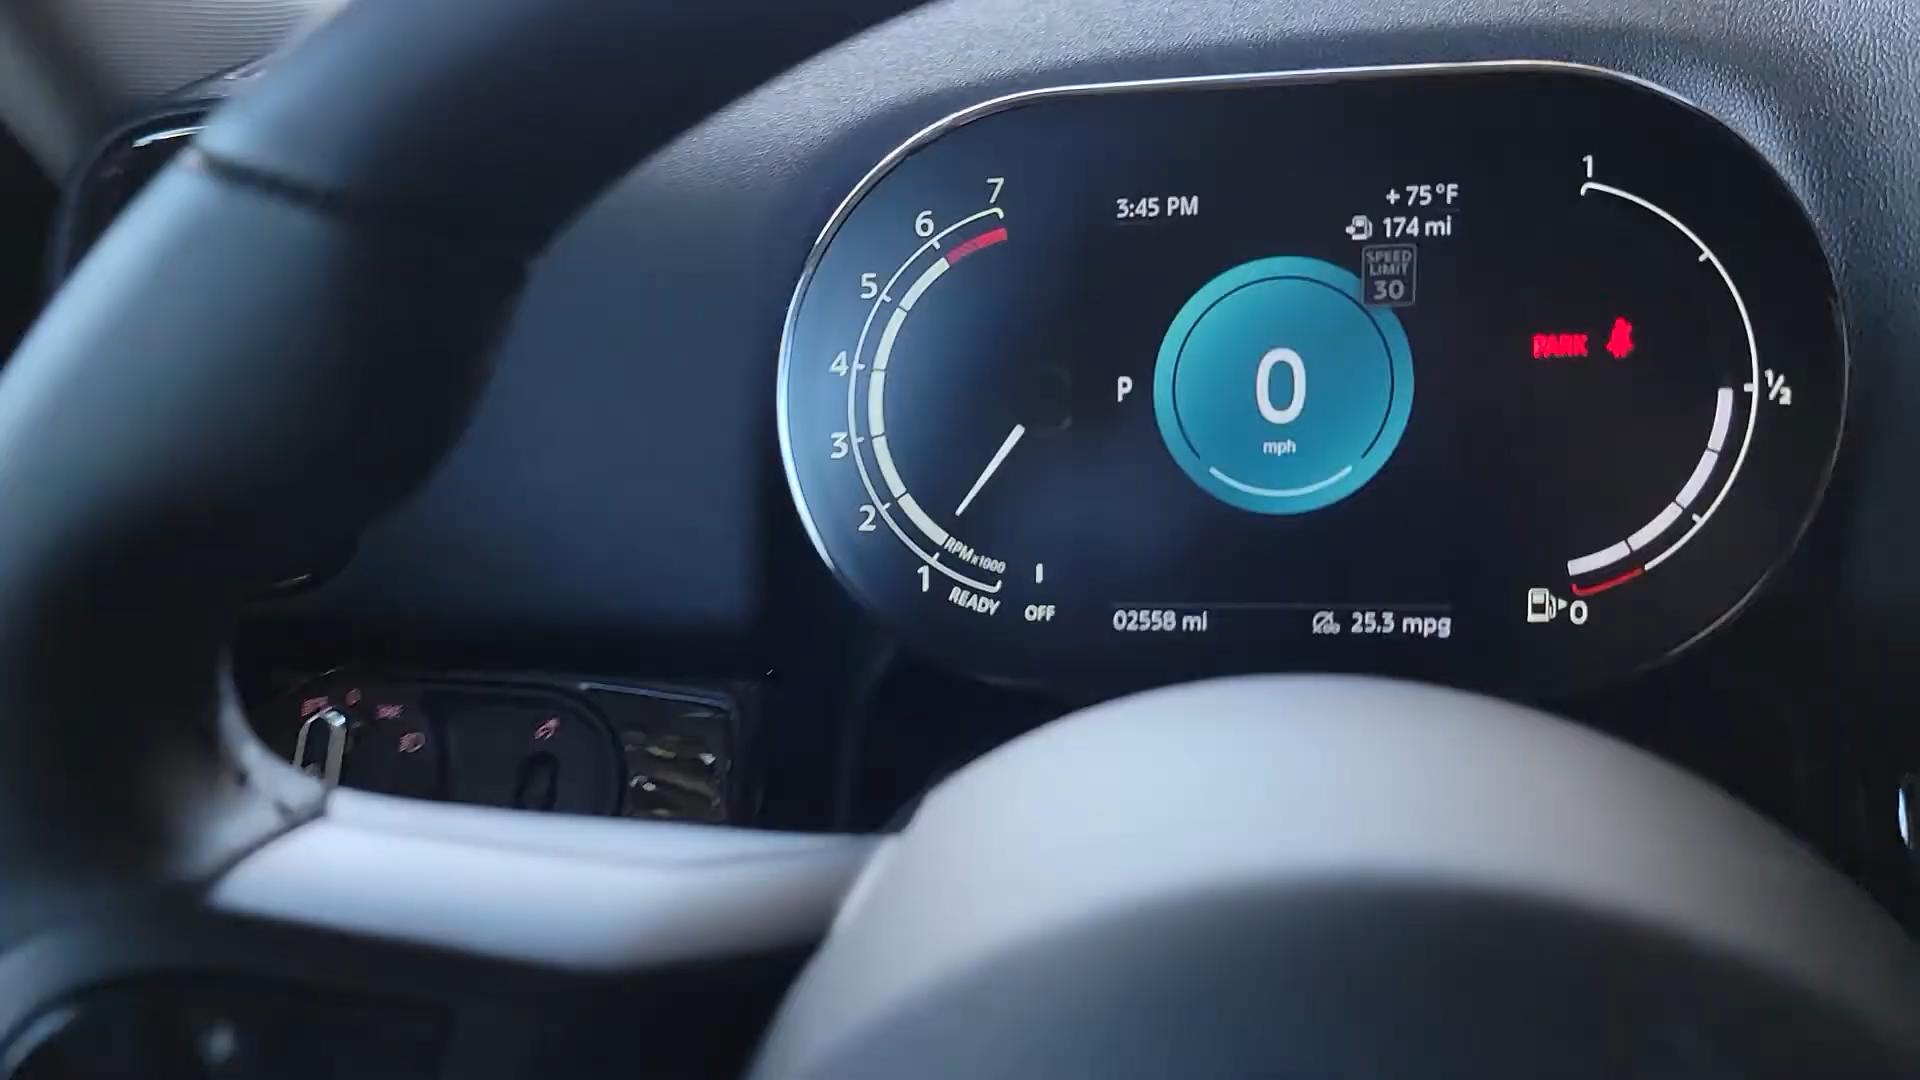 7
6
5
4
3
2
1
RPM x1000
READY
OFF
3:45 PM
+75°F
174 mi
SPEED
LIMIT
30
P
0
mph
02558 mi
25.3 mpg
1
PARK
1/2
0